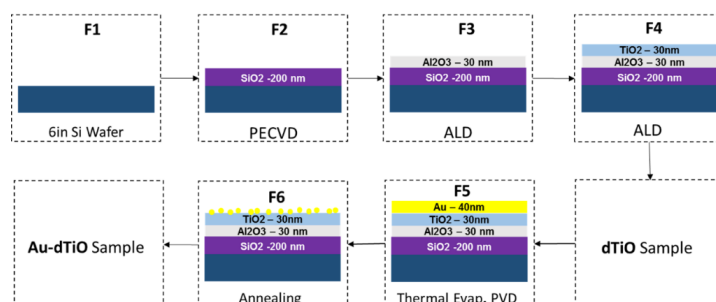 F1
6in Si Wafer
F2
SiO2 -200 nm
PECVD
F3
Al2O3 – 30 nm
SiO2 -200 nm
ALD
F4
TiO2 – 30nm
Al2O3 – 30 nm
SiO2 -200 nm
ALD
dTiO Sample
F5
Au – 40nm
TiO2 – 30nm
Al2O3 – 30 nm
SiO2 -200 nm
Thermal Evap, PVD
F6
TiO2 – 30nm
Al2O3 – 30 nm
SiO2 -200 nm
Annealing
Au-dTiO Sample